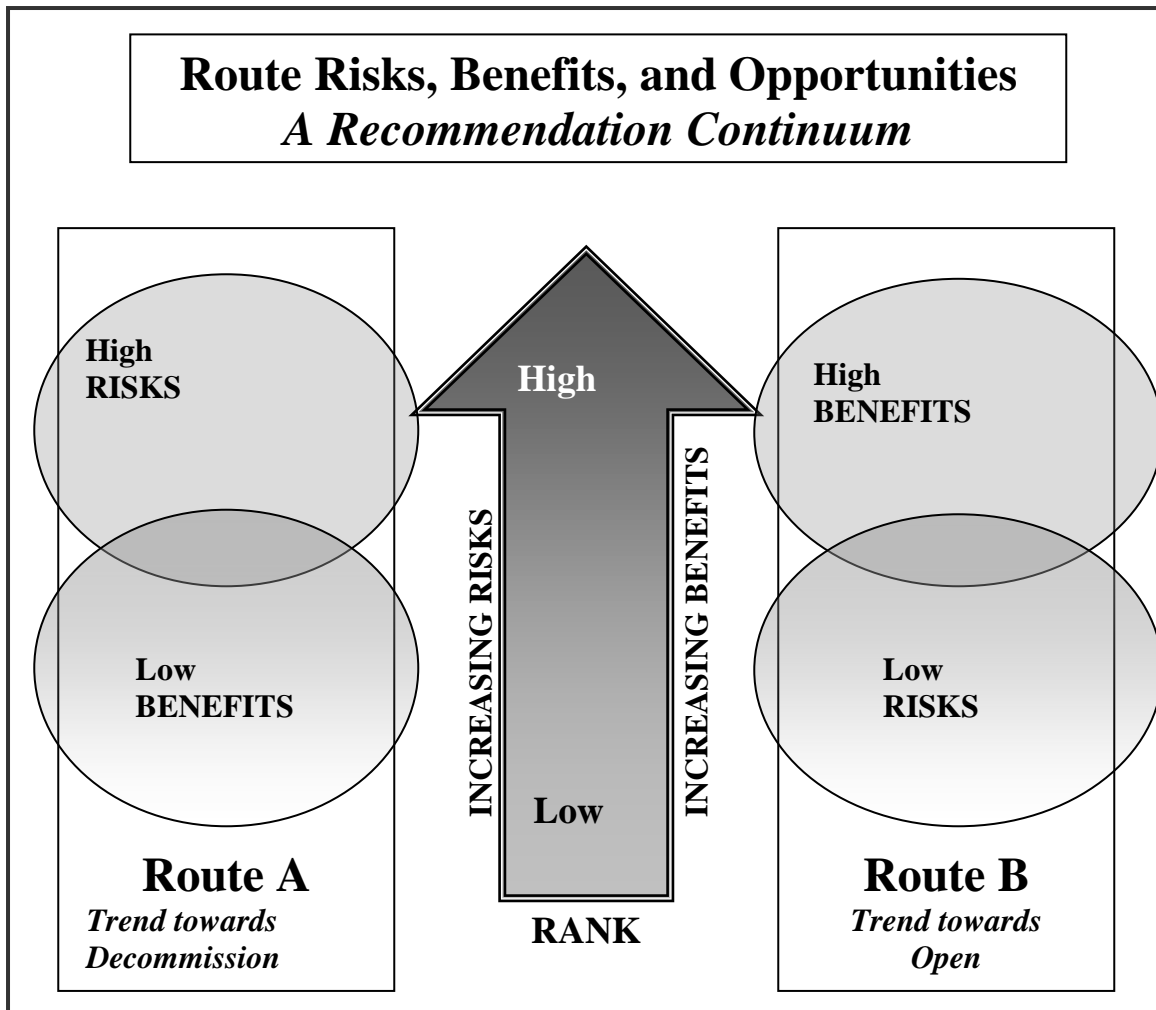 Route Risks, Benefits, and Opportunities
A Recommendation Continuum
High
RISKS
Low
BENEFITS
Route A
Trend towards
Decommission
INCREASING RISKS
High
Low
RANK
INCREASING BENEFITS
High
BENEFITS
Low
RISKS
Route B
Trend towards
Open